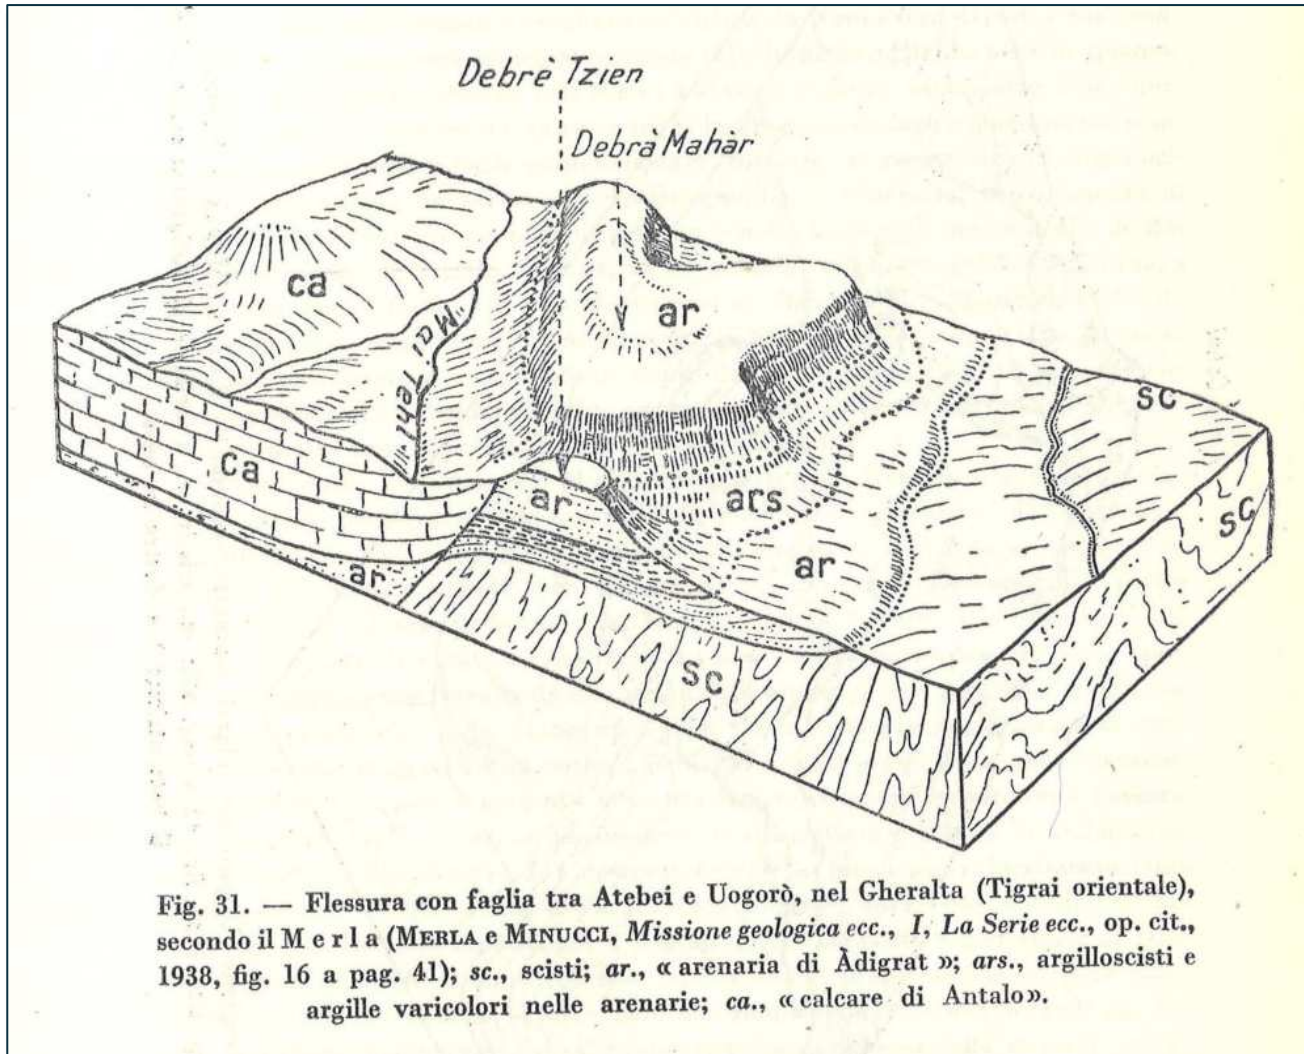 Debrè Tzien
Debrà Mahàr
ca
"Mai Tehi"
ar
sc
ca
sc
ars
ar
ar
ar
sc
Fig. 31. — Flessura con faglia tra Atebei e Uogorò, nel Gheralta (Tigrai orientale),
secondo il Merla (MERLA e MINUCCI, Missione geologica ecc., I, La Serie ecc., op. cit.,
1938, fig. 16 a pag. 41); sc., scisti; ar., « arenaria di Àdigrat »; ars., argilloscisti e
argille varicolori nelle arenarie; ca., « calcare di Antalo».